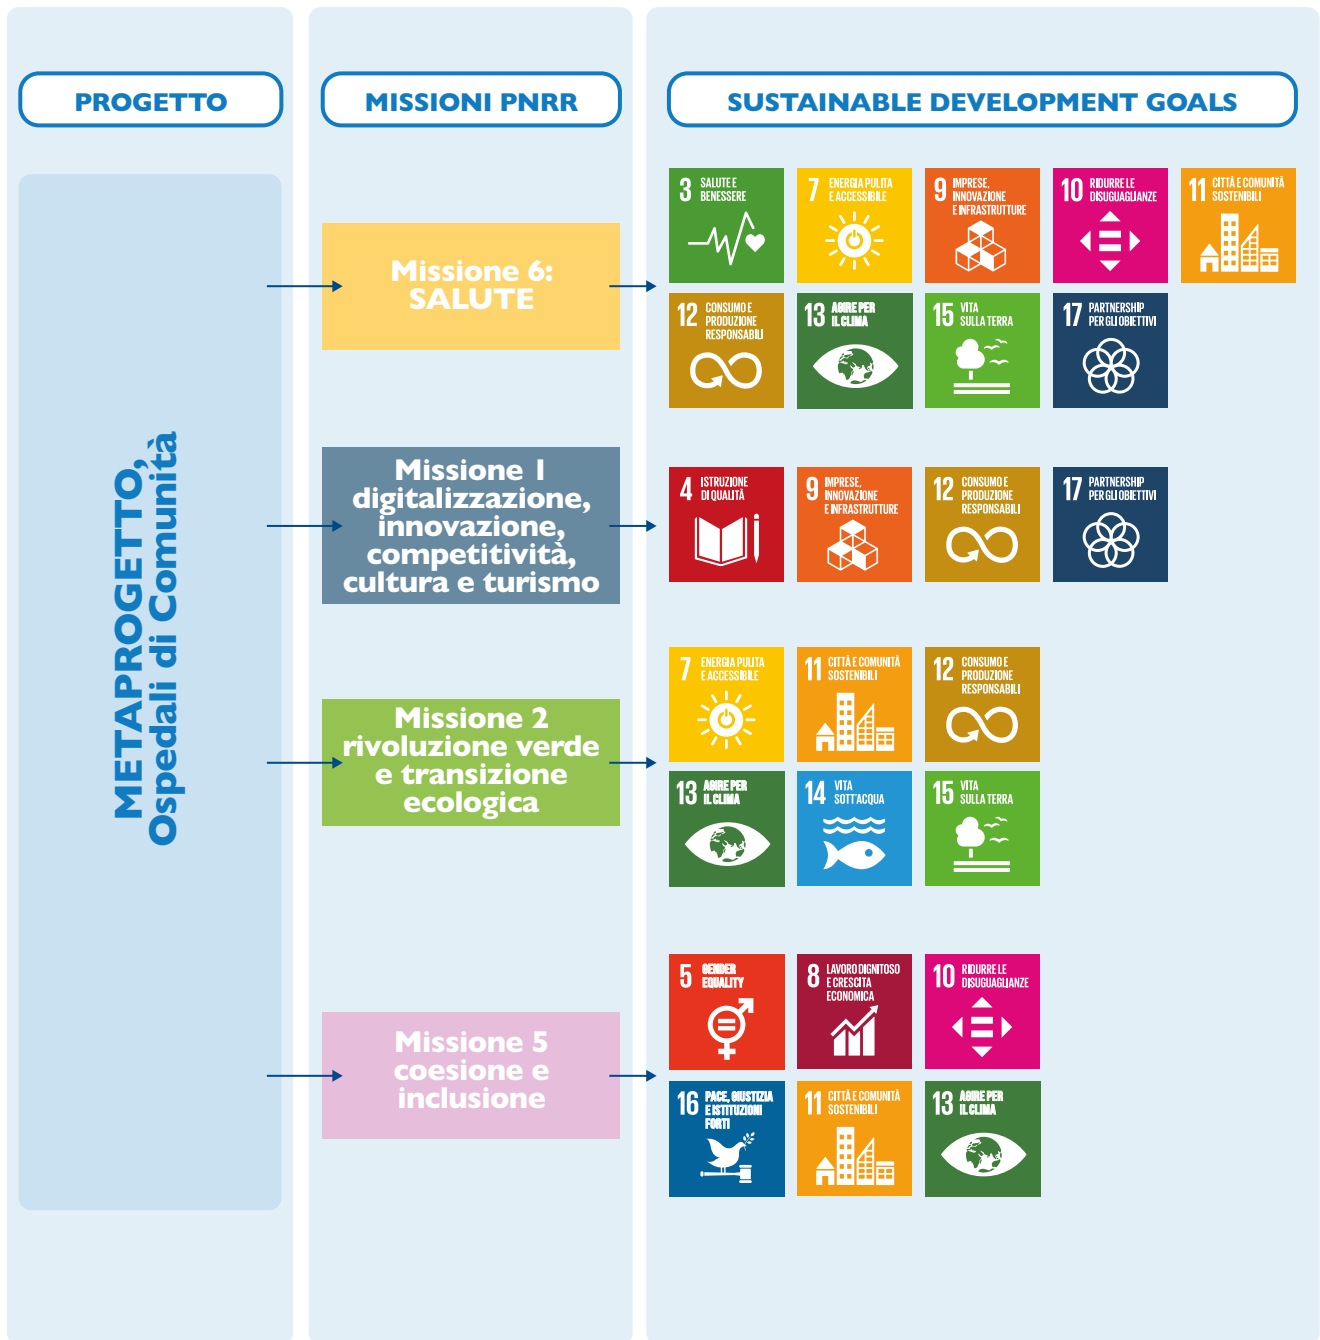 PROGETTO
MISSIONI PNRR
SUSTAINABLE DEVELOPMENT GOALS
METAPROGETTO,
Ospedali di Comunità
Missione 6:
SALUTE
3 SALUTE E
BENESSERE
7 ENERGIA PULITA
E ACCESSIBILE
9 IMPRESE,
INNOVAZIONE
E INFRASTRUTTURE
10 RIDURRE LE
DISUGUAGLIANZE
11 CITTÀ E COMUNITÀ
SOSTENIBILI
12 CONSUMO E
PRODUZIONE
RESPONSABILI
13 AGIRE PER
IL CLIMA
15 VITA
SULLA TERRA
17 PARTNERSHIP
PER GLI OBIETTIVI
Missione 1
digitalizzazione,
innovazione,
competitività,
cultura e turismo
4 ISTRUZIONE
DI QUALITÀ
9 IMPRESE,
INNOVAZIONE
E INFRASTRUTTURE
12 CONSUMO E
PRODUZIONE
RESPONSABILI
17 PARTNERSHIP
PER GLI OBIETTIVI
Missione 2
rivoluzione verde
e transizione
ecologica
7 ENERGIA PULITA
E ACCESSIBILE
11 CITTÀ E COMUNITÀ
SOSTENIBILI
12 CONSUMO E
PRODUZIONE
RESPONSABILI
13 AGIRE PER
IL CLIMA
14 VITA
SOTT'ACQUA
15 VITA
SULLA TERRA
Missione 5
coesione e
inclusione
5 GENDER
EQUALITY
8 LAVORO DIGNITOSO
E CRESCITA
ECONOMICA
10 RIDURRE LE
DISUGUAGLIANZE
16 PACE, GIUSTIZIA
E ISTITUZIONI
FORTI
11 CITTÀ E COMUNITÀ
SOSTENIBILI
13 AGIRE PER
IL CLIMA